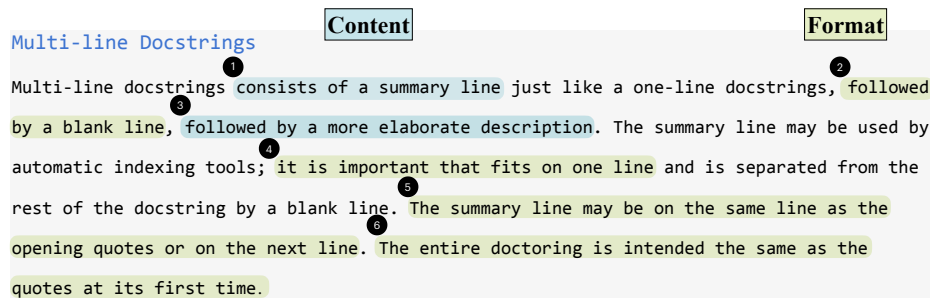 Content Format
Multi-line Docstrings
1 2
Multi-line docstrings consists of a summary line just like a one-line docstrings, followed
3
by a blank line, followed by a more elaborate description. The summary line may be used by
4
automatic indexing tools; it is important that fits on one line and is separated from the
5
rest of the docstring by a blank line. The summary line may be on the same line as the
6
opening quotes or on the next line. The entire doctoring is intended the same as the
quotes at its first time.